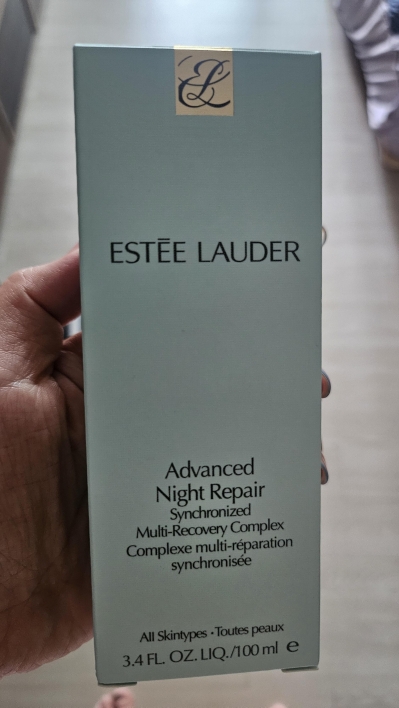 EL
ESTĒE LAUDER
Advanced
Night Repair
Synchronized
Multi-Recovery Complex
Complexe multi-réparation
synchronisée
All Skintypes • Toutes peaux
3.4 FL. OZ. LIQ./100 ml e